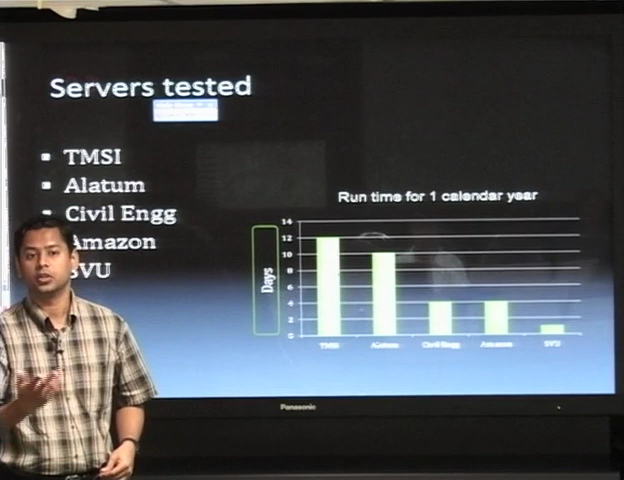 Servers tested
TMSI
Alatum
Civil Engg
Amazon
SVU
Run time for 1 calendar year
14
12
10
8
6
4
2
0
Days
TMSI
Alatum
Civil Engg
Amazon
SVU
Panasonic